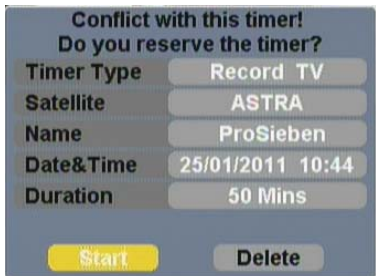 Conflict with this timer!
Do you reserve the timer?
Timer Type Record TV
Satellite ASTRA
Name ProSieben
Date&Time 25/01/2011 10:44
Duration 50 Mins
Start Delete